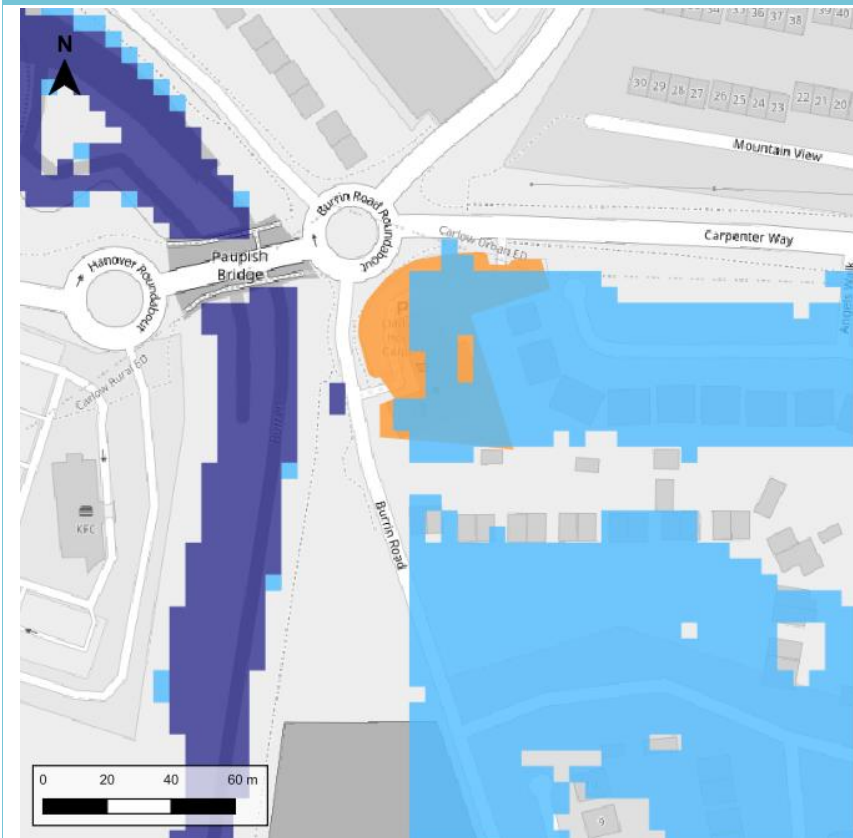 35 36 37 38
39 40
N
30 29 28 27 26 25 24 23 22 21 20
Mountain View
Burrin Road Roundabout
Carlow Urban ED
Carpenter Way
Paupish
Bridge
Hanover Roundabout
Angels Walk
P
Carlow Rural ED
KFC
Burrin Road
9
0 20 40 60 m